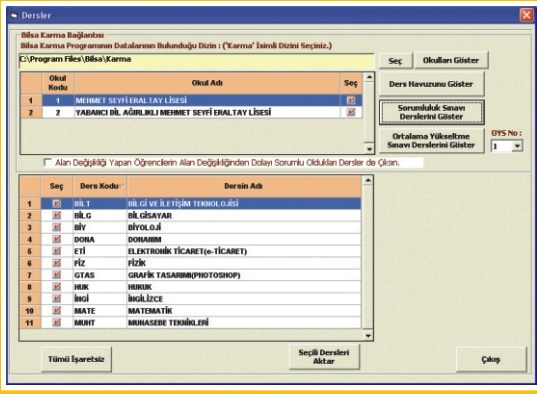 Dersler
Bilsa Karma Bağlantısı
Bilsa Karma Programının Datalarının Bulunduğu Dizin : ('Karma' İsimli Dizini Seçiniz.)
C:\Program Files\Bilsa\Karma
Seç Okulları Göster
Okul Kodu Okul Adı Seç
1 1 MEHMET SEYFİ ERALTAY LİSESİ
2 2 YABANCI DİL AĞIRLIKLI MEHMET SEYFİ ERALTAY LİSESİ
Ders Havuzunu Göster
Sorumluluk Sınavı
Derslerini Göster
Ortalama Yükseltme
Sınavı Derslerini Göster
OYS No :
1
Alan Değişikliği Yapan Öğrencilerin Alan Değişikliğinden Dolayı Sorumlu Oldukları Dersler de Çıksın.
Seç Ders Kodu Dersin Adı
1 BİLT BİLGİ VE İLETİŞİM TEKNOLOJİSİ
2 BİLG BİLGİSAYAR
3 BİY BİYOLOJİ
4 DONA DONANIM
5 ETİ ELEKTRONİK TİCARET(e-TİCARET)
6 FİZ FİZİK
7 GTAS GRAFİK TASARIMI(PHOTOSHOP)
8 HUK HUKUK
9 İNGİ İNGİLİZCE
10 MATE MATEMATİK
11 MUHT MUHASEBE TEKNİKLERİ
Tümü İşaretsiz
Seçili Dersleri
Aktar
Çıkış